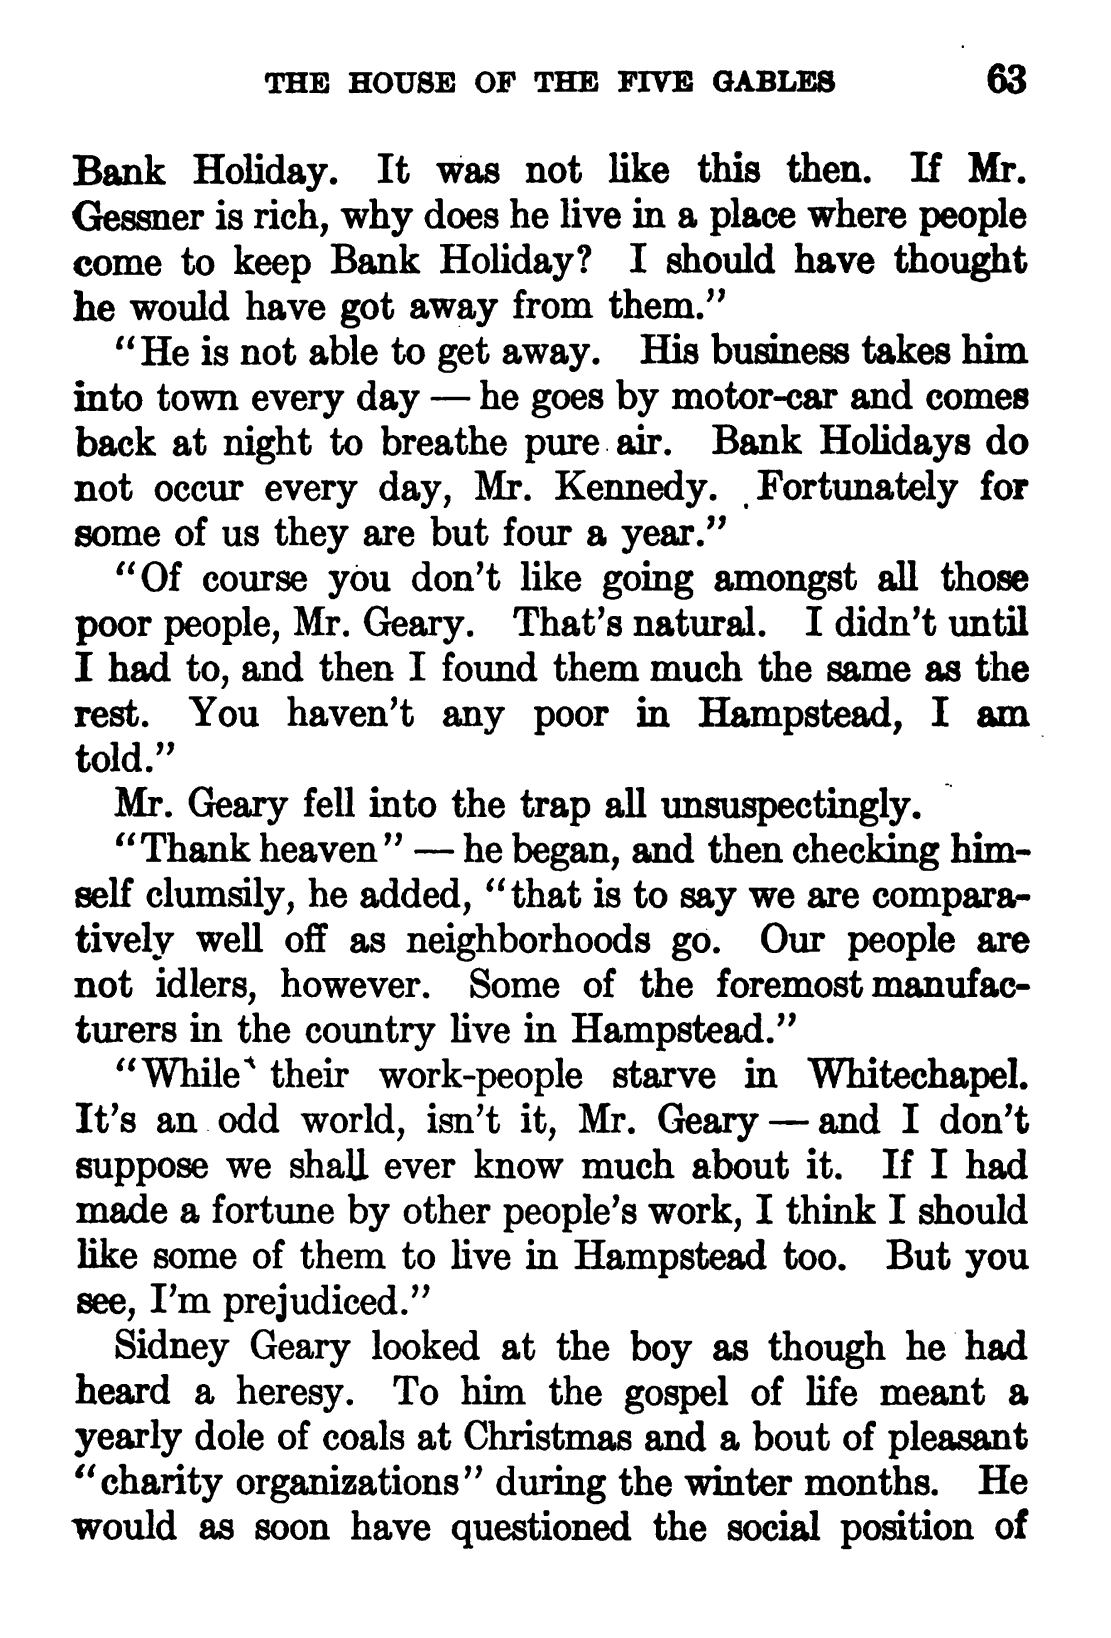 THE HOUSE OF THE FIVE GABLES 63
Bank Holiday. It was not like this then. If Mr.
Gessner is rich, why does he live in a place where people
come to keep Bank Holiday? I should have thought
he would have got away from them."
"He is not able to get away. His business takes him
into town every day — he goes by motor-car and comes
back at night to breathe pure air. Bank Holidays do
not occur every day, Mr. Kennedy. Fortunately for
some of us they are but four a year."
"Of course you don't like going amongst all those
poor people, Mr. Geary. That's natural. I didn't until
I had to, and then I found them much the same as the
rest. You haven't any poor in Hampstead, I am
told."
Mr. Geary fell into the trap all unsuspectingly.
"Thank heaven" — he began, and then checking him-
self clumsily, he added, "that is to say we are compara-
tively well off as neighborhoods go. Our people are
not idlers, however. Some of the foremost manufac-
turers in the country live in Hampstead."
"While their work-people starve in Whitechapel.
It's an odd world, isn't it, Mr. Geary — and I don't
suppose we shall ever know much about it. If I had
made a fortune by other people's work, I think I should
like some of them to live in Hampstead too. But you
see, I'm prejudiced."
Sidney Geary looked at the boy as though he had
heard a heresy. To him the gospel of life meant a
yearly dole of coals at Christmas and a bout of pleasant
"charity organizations" during the winter months. He
would as soon have questioned the social position of